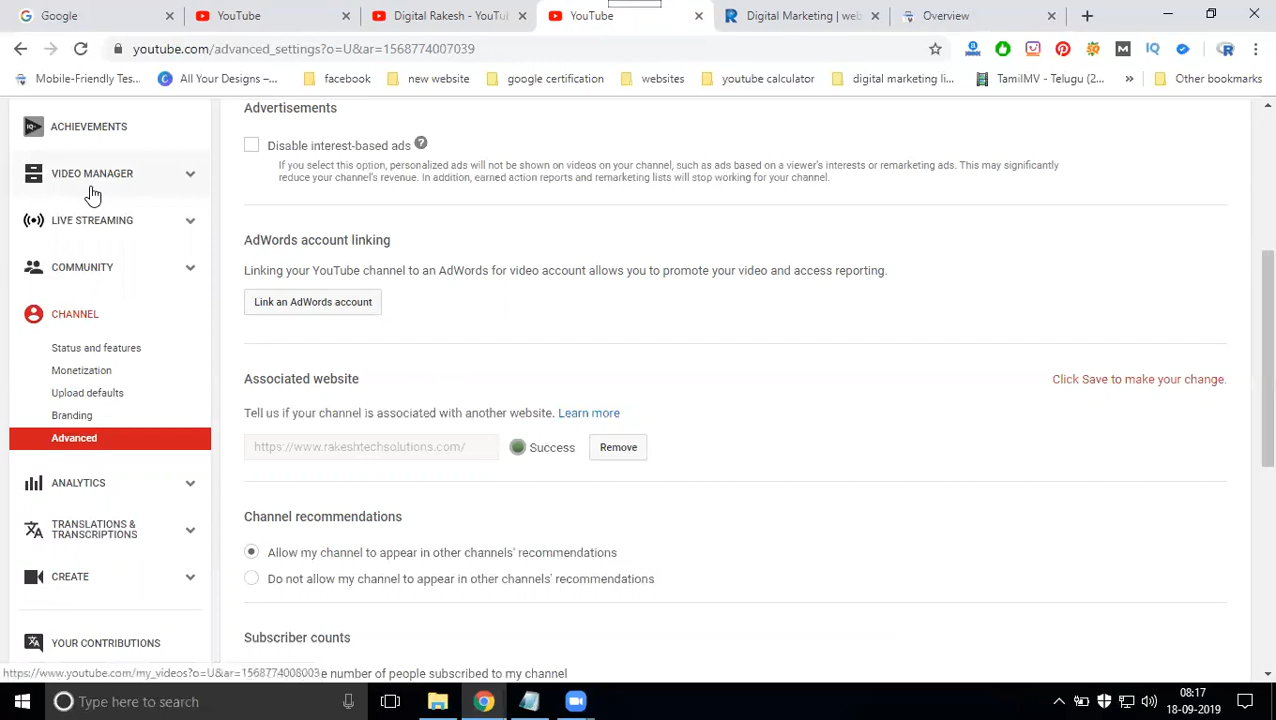 Google
YouTube
Digital Rakesh - YouTu
YouTube
Digital Marketing | web
Overview
youtube.com/advanced_settings?o=U&ar=1568774007039
Mobile-Friendly Tes...
All Your Designs –...
facebook
new website
google certification
websites
youtube calculator
digital marketing li...
TamilMV - Telugu (2...
»
Other bookmarks
ACHIEVEMENTS
VIDEO MANAGER
LIVE STREAMING
COMMUNITY
CHANNEL
Status and features
Monetization
Upload defaults
Branding
Advanced
ANALYTICS
TRANSLATIONS &
TRANSCRIPTIONS
CREATE
YOUR CONTRIBUTIONS
Advertisements
Disable interest-based ads ?
If you select this option, personalized ads will not be shown on videos on your channel, such as ads based on a viewer's interests or remarketing ads. This may significantly
reduce your channel's revenue. In addition, earned action reports and remarketing lists will stop working for your channel.
AdWords account linking
Linking your YouTube channel to an AdWords for video account allows you to promote your video and access reporting.
Link an AdWords account
Associated website
Click Save to make your change.
Tell us if your channel is associated with another website. Learn more
https://www.rakeshtechsolutions.com/
Success
Remove
Channel recommendations
Allow my channel to appear in other channels' recommendations
Do not allow my channel to appear in other channels' recommendations
Subscriber counts
https://www.youtube.com/my_videos?o=U&ar=1568774008003
e number of people subscribed to my channel
Type here to search
08:17
18-09-2019